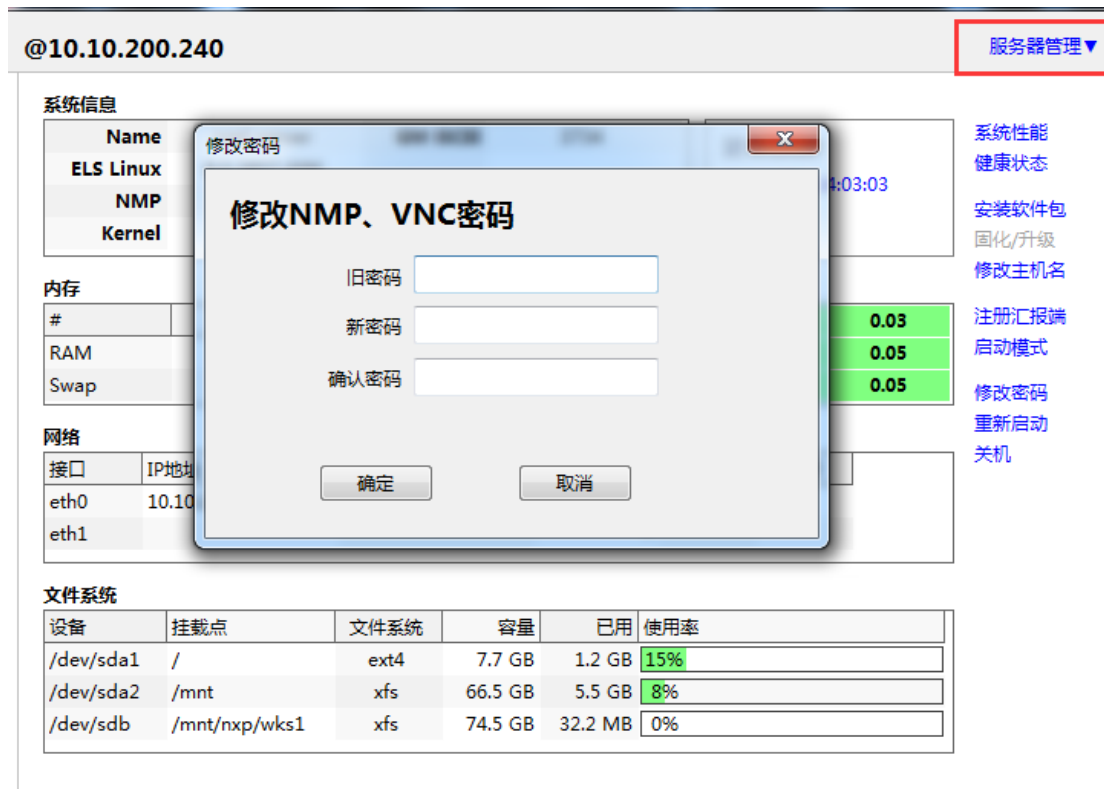 @10.10.200.240
服务器管理▼
系统信息
Name
ELS Linux
NMP
Kernel
4:03:03
修改密码
修改NMP、VNC密码
旧密码
新密码
确认密码
确定
取消
系统性能
健康状态
安装软件包
固化/升级
修改主机名
注册汇报端
启动模式
修改密码
重新启动
关机
内存
#
RAM
Swap
0.03
0.05
0.05
网络
接口 IP地址
eth0 10.10
eth1
文件系统
设备 挂载点 文件系统 容量 已用 使用率
/dev/sda1 / ext4 7.7 GB 1.2 GB 15%
/dev/sda2 /mnt xfs 66.5 GB 5.5 GB 8%
/dev/sdb /mnt/nxp/wks1 xfs 74.5 GB 32.2 MB 0%